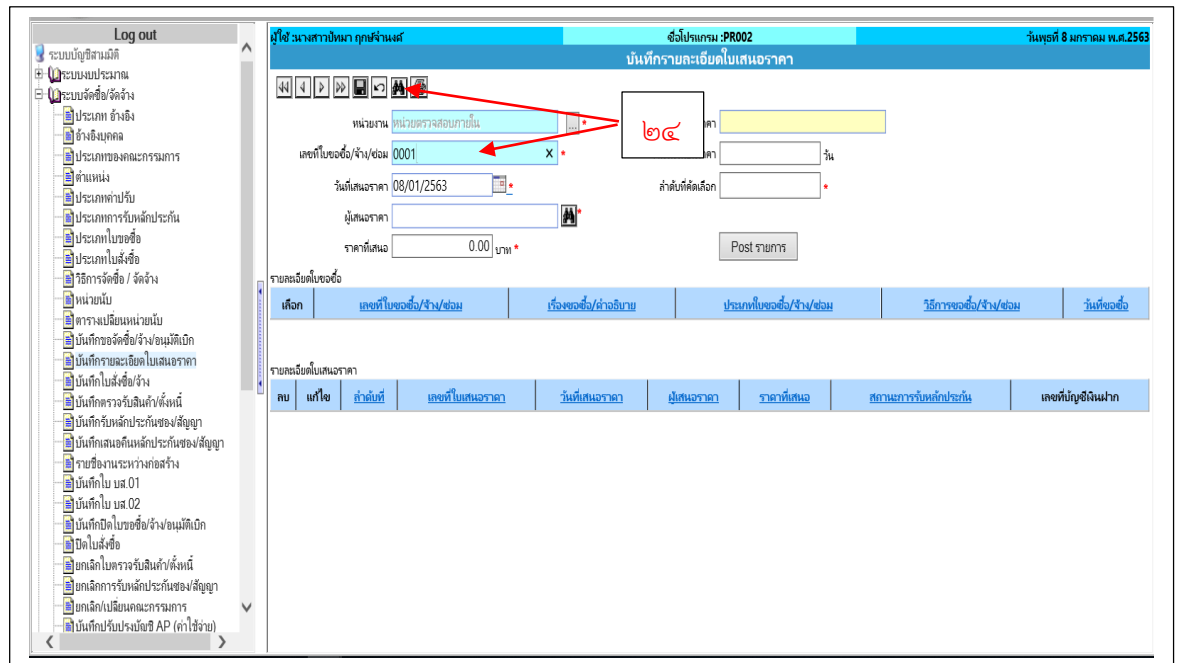 Log out
ระบบบัญชีสามมิติ
ระบบงบประมาณ
ระบบจัดซื้อ/จัดจ้าง
ประเภท อ้างอิง
อ้างอิงบุคคล
ประเภทของคณะกรรมการ
ตำแหน่ง
ประเภทค่าปรับ
ประเภทการรับหลักประกัน
ประเภทใบขอซื้อ
ประเภทใบสั่งซื้อ
วิธีการจัดซื้อ / จัดจ้าง
หน่วยนับ
ตารางเปลี่ยนหน่วยนับ
บันทึกขอจัดซื้อ/จ้าง/อนุมัติเบิก
บันทึกรายละเอียดใบเสนอราคา
บันทึกใบสั่งซื้อ/จ้าง
บันทึกตรวจรับสินค้า/ตั้งหนี้
บันทึกรับหลักประกันซอง/สัญญา
บันทึกเสนอคืนหลักประกันซอง/สัญญา
รายชื่องานระหว่างก่อสร้าง
บันทึกใบ บส.01
บันทึกใบ บส.02
บันทึกปิดใบขอซื้อ/จ้าง/อนุมัติเบิก
ปิดใบสั่งซื้อ
ยกเลิกใบตรวจรับสินค้า/ตั้งหนี้
ยกเลิกการรับหลักประกันซอง/สัญญา
ยกเลิก/เปลี่ยนคณะกรรมการ
บันทึกปรับปรุงบัญชี AP (ค่าใช้จ่าย)
ผู้ใช้ :นางสาวปัทมา ฤกษ์จำนงค์ ชื่อโปรแกรม :PR002 วันพุธที่ 8 มกราคม พ.ศ.2563
บันทึกรายละเอียดใบเสนอราคา
หน่วยงาน หน่วยตรวจสอบภายใน ... * ๒๔ าคา
เลขที่ใบขอซื้อ/จ้าง/ซ่อม 0001 x * าคา วัน
วันที่เสนอราคา 08/01/2563 * ลำดับที่คัดเลือก *
ผู้เสนอราคา *
ราคาที่เสนอ 0.00 บาท * Post รายการ
รายละเอียดใบขอซื้อ
เลือก เลขที่ใบขอซื้อ/จ้าง/ซ่อม เรื่องขอซื้อ/คำอธิบาย ประเภทใบขอซื้อ/จ้าง/ซ่อม วิธีการขอซื้อ/จ้าง/ซ่อม วันที่ขอซื้อ
รายละเอียดใบเสนอราคา
ลบ แก้ไข ลำดับที่ เลขที่ใบเสนอราคา วันที่เสนอราคา ผู้เสนอราคา ราคาที่เสนอ สถานะการรับหลักประกัน เลขที่บัญชีเงินฝาก